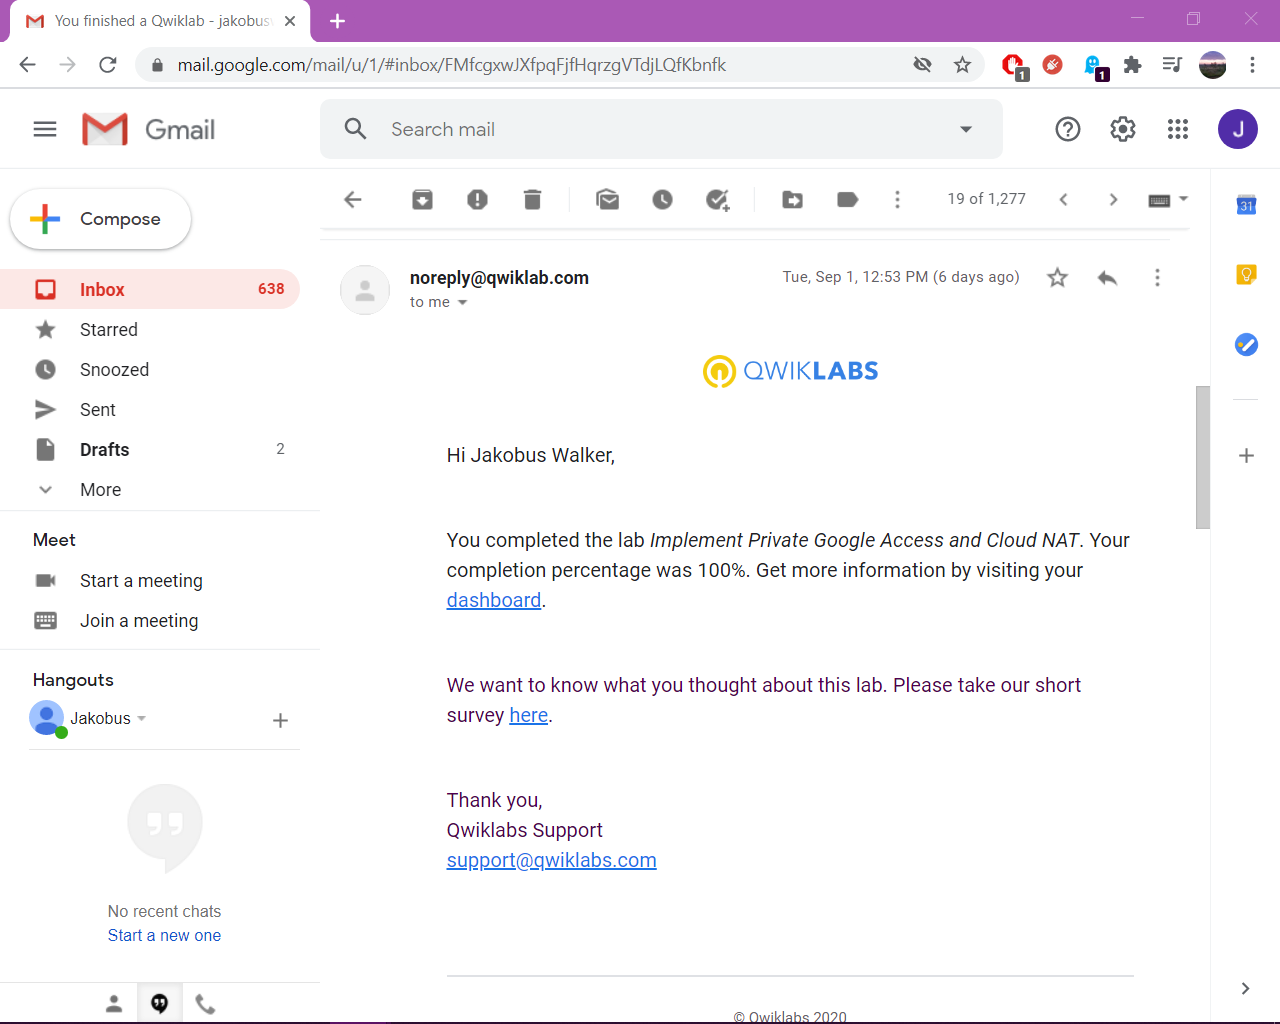 You finished a Qwiklab - jakobus
mail.google.com/mail/u/1/#inbox/FMfcgxwJXfpqFjfHqrzgVTdjLQfKbnfk
1
1
Gmail
Search mail
J
Compose
19 of 1,277
31
Inbox 638
Starred
Snoozed
Sent
Drafts 2
More
Meet
Start a meeting
Join a meeting
Hangouts
Jakobus
No recent chats
Start a new one
noreply@qwiklab.com
Tue, Sep 1, 12:53 PM (6 days ago)
to me
QWIKLABS
Hi Jakobus Walker,
You completed the lab Implement Private Google Access and Cloud NAT. Your
completion percentage was 100%. Get more information by visiting your
dashboard.
We want to know what you thought about this lab. Please take our short
survey here.
Thank you,
Qwiklabs Support
support@qwiklabs.com
© Qwiklabs 2020